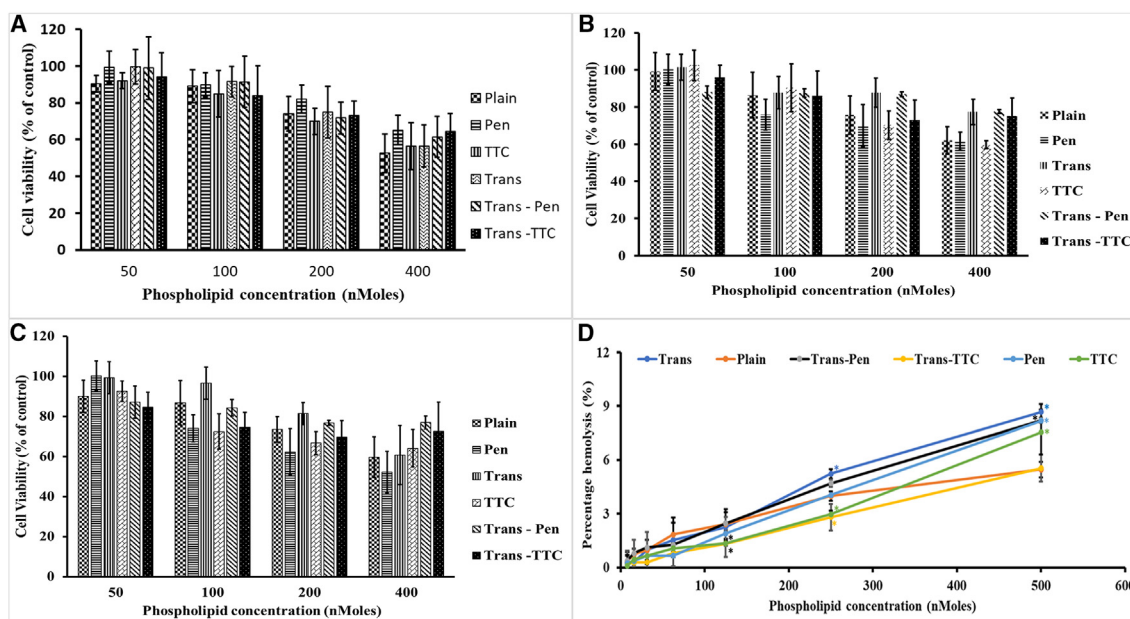 A
120
100
80
60
40
20
0
Cell viability (% of control)
50 100 200 400
Phospholipid concentration (nMoles)
Plain
Pen
TTC
Trans
Trans - Pen
Trans -TTC
B
120
100
80
60
40
20
0
Cell Viability (% of control)
50 100 200 400
Phospholipid concentration (nMoles)
Plain
Pen
Trans
TTC
Trans - Pen
Trans -TTC
C
120
100
80
60
40
20
0
Cell Viability (% of control)
50 100 200 400
Phospholipid concentration (nMoles)
Plain
Pen
Trans
TTC
Trans - Pen
Trans -TTC
D
Trans Plain Trans-Pen Trans-TTC Pen TTC
12
9
6
3
0
Percentage hemolysis (%)
0 100 200 300 400 500 600
Phospholipid concentration (nMoles)